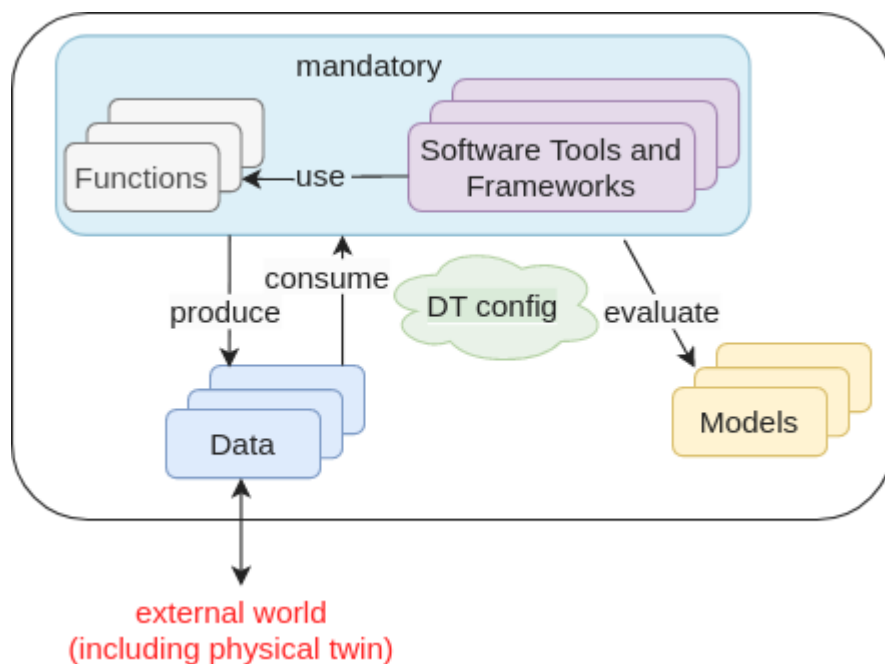 mandatory
Functions
use
Software Tools and
Frameworks
consume
produce
DT config
evaluate
Data
Models
external world
(including physical twin)